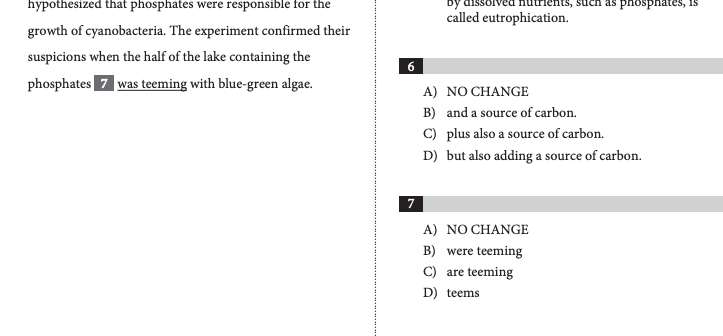 hypothesized that phosphates were responsible for the
growth of cyanobacteria. The experiment confirmed their
suspicions when the half of the lake containing the
phosphates 7 was teeming with blue-green algae.
by dissolved nutrients, such as phosphates, is
called eutrophication.
6
A) NO CHANGE
B) and a source of carbon.
C) plus also a source of carbon.
D) but also adding a source of carbon.
7
A) NO CHANGE
B) were teeming
C) are teeming
D) teems